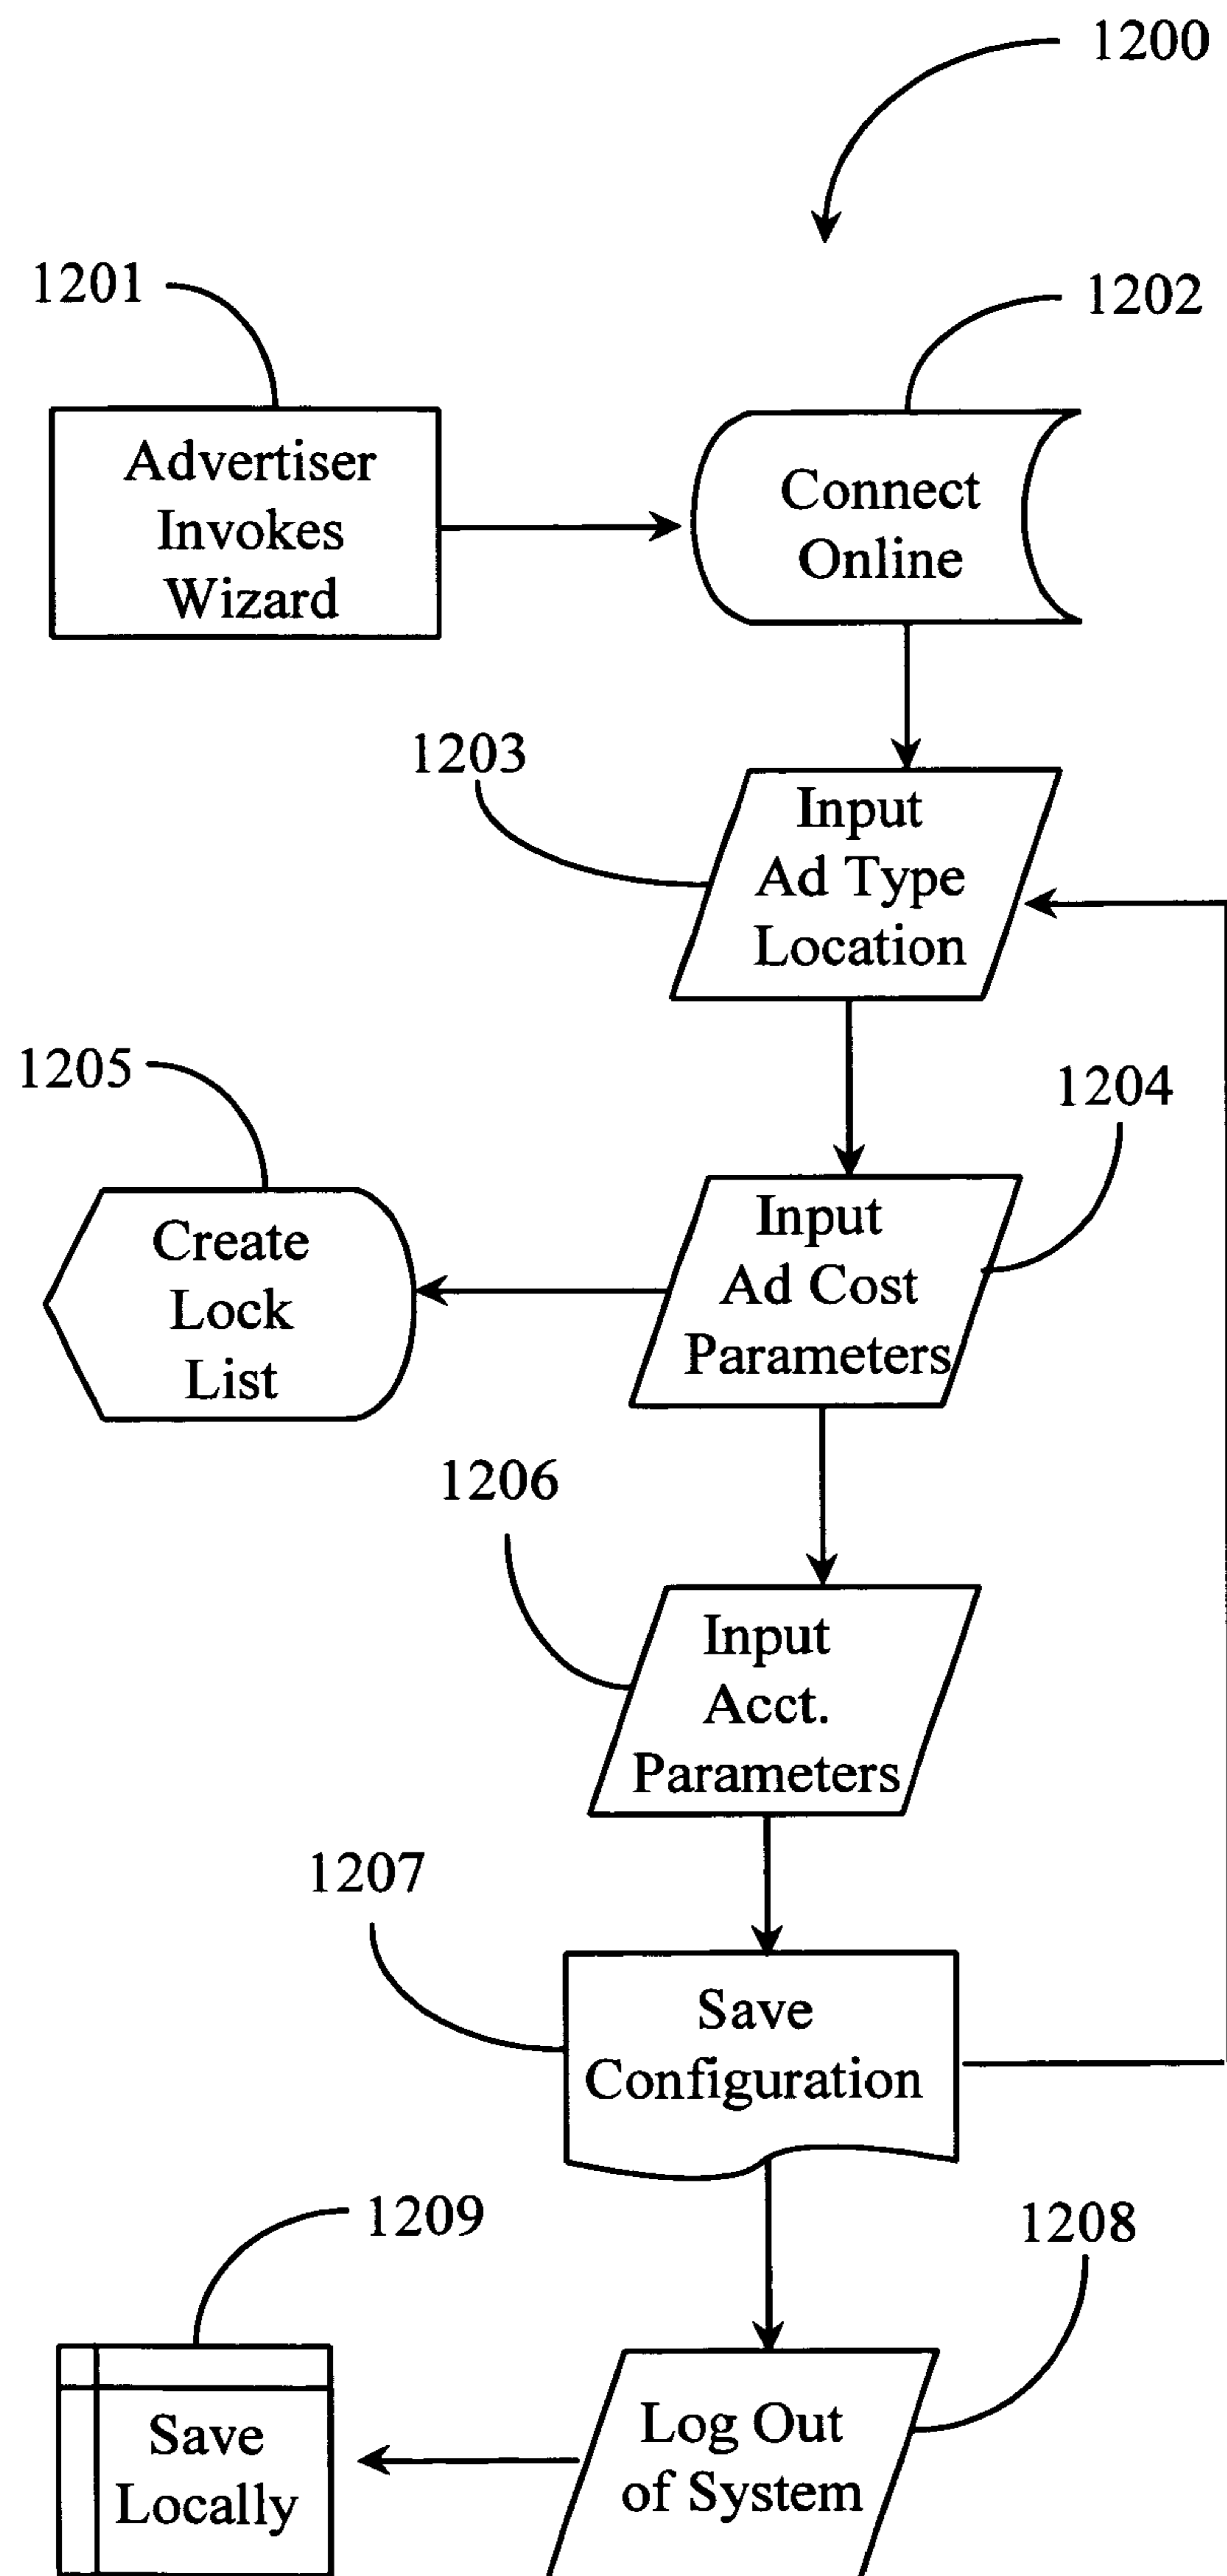 1200
1201
1202
Advertiser
Invokes
Wizard
Connect
Online
1203
Input
Ad Type
Location
1205
1204
Create
Lock
List
Input
Ad Cost
Parameters
1206
Input
Acct.
Parameters
1207
Save
Configuration
1209
1208
Save
Locally
Log Out
of System